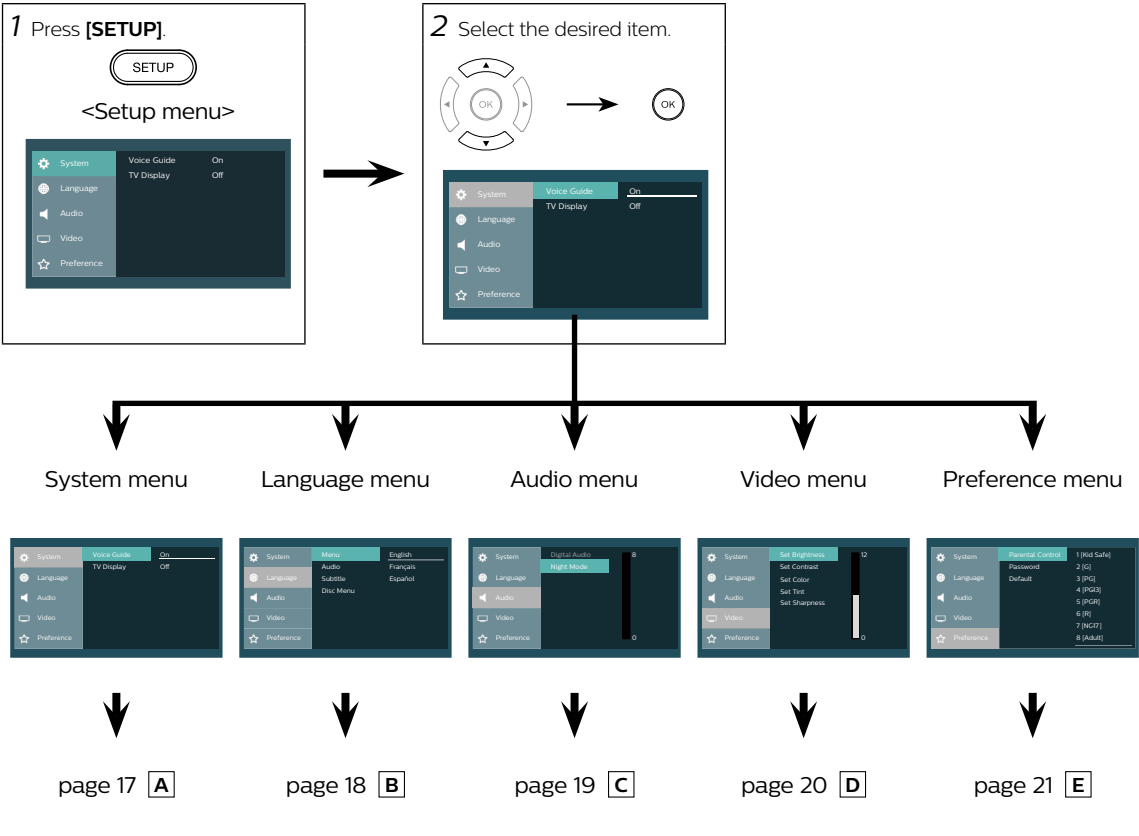 1 Press [SETUP].
SETUP
<Setup menu>
System Voice Guide On
TV Display Off
Language
Audio
Video
Preference
2 Select the desired item.
OK
OK
System Voice Guide On
TV Display Off
Language
Audio
Video
Preference
System menu
System Voice Guide On
TV Display Off
Language
Audio
Video
Preference
page 17 A
Language menu
System Menu English
Audio Français
Language Subtitle Español
Disc Menu
Audio
Video
Preference
page 18 B
Audio menu
System Digital Audio 8
Night Mode
Language
Audio
Video
Preference 0
page 19 C
Video menu
System Set Brightness 12
Set Contrast
Language Set Color
Set Tint
Audio Set Sharpness
Video
Preference 0
page 20 D
Preference menu
System Parental Control 1 [Kid Safe]
Password 2 [G]
Language Default 3 [PG]
4 [PG13]
Audio 5 [PGR]
Video 6 [R]
7 [NC17]
Preference 8 [Adult]
page 21 E